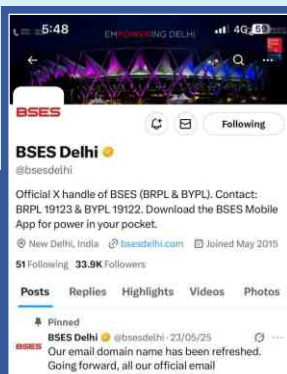 5:48
EMPOWERING DELHI
4G 59
BSES
Following
BSES Delhi
@bsesdelhi
Official X handle of BSES (BRPL & BYPL). Contact:
BRPL 19123 & BYPL 19122. Download the BSES Mobile
App for power in your pocket.
New Delhi, India bsesdelhi.com Joined May 2015
51 Following 33.9K Followers
Posts Replies Highlights Videos Photos
Pinned
BSES Delhi @bsesdelhi · 23/05/25
BSES
Our email domain name has been refreshed.
Going forward, all our official email